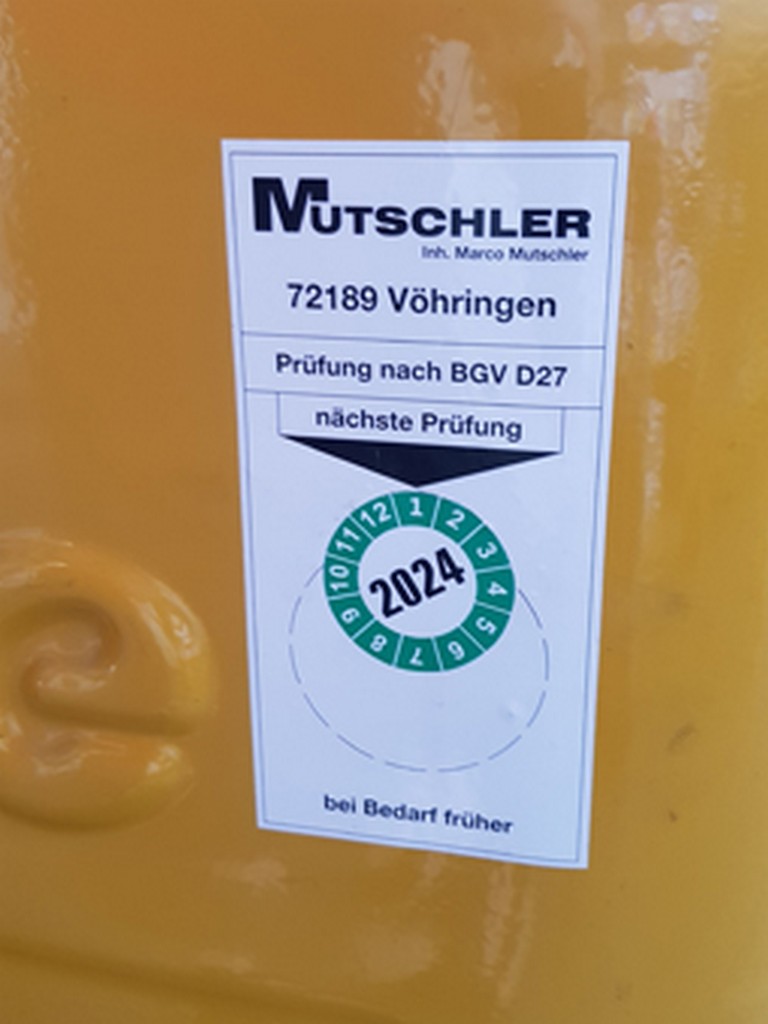 MUTSCHLER
Inh. Marco Mutschler
72189 Vöhringen
Prüfung nach BGV D27
nächste Prüfung
1 2 3 4 5 6 7 8 9 10 11 12
2024
bei Bedarf früher
e